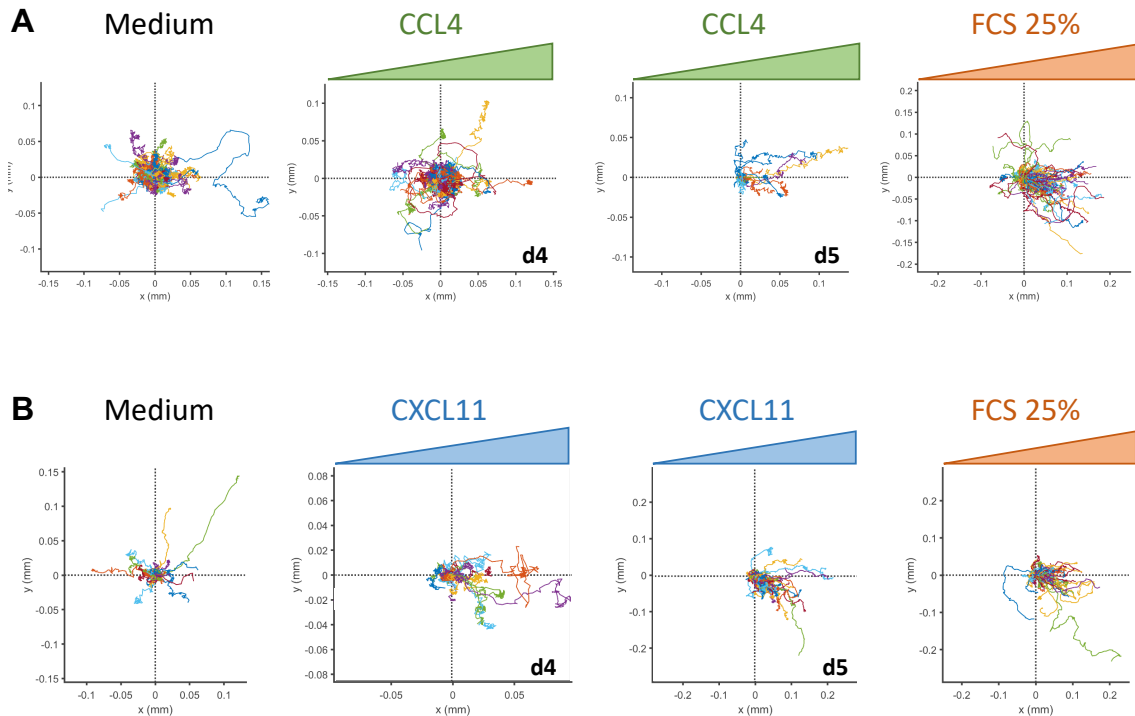 A
Medium
CCL4
CCL4
FCS 25%
0.1
0.05
0
-0.05
-0.1
y (mm)
-0.15 -0.1 -0.05 0 0.05 0.1 0.15
x (mm)
0.1
0.05
0
-0.05
-0.1
y (mm)
d4
-0.15 -0.1 -0.05 0 0.05 0.1 0.15
x (mm)
0.1
0.05
0
-0.05
-0.1
y (mm)
d5
-0.1 -0.05 0 0.05 0.1
x (mm)
0.2
0.15
0.1
0.05
0
-0.05
-0.1
-0.15
-0.2
y (mm)
-0.2 -0.1 0 0.1 0.2
x (mm)
B
Medium
CXCL11
CXCL11
FCS 25%
0.15
0.1
0.05
0
-0.05
-0.1
-0.15
y (mm)
-0.1 -0.05 0 0.05 0.1
x (mm)
0.08
0.06
0.04
0.02
0
-0.02
-0.04
-0.06
-0.08
y (mm)
d4
-0.05 0 0.05
x (mm)
0.2
0.1
0
-0.1
-0.2
y (mm)
d5
-0.2 -0.1 0 0.1 0.2
x (mm)
0.2
0.1
0
-0.1
-0.2
y (mm)
-0.2 -0.1 0 0.1 0.2
x (mm)